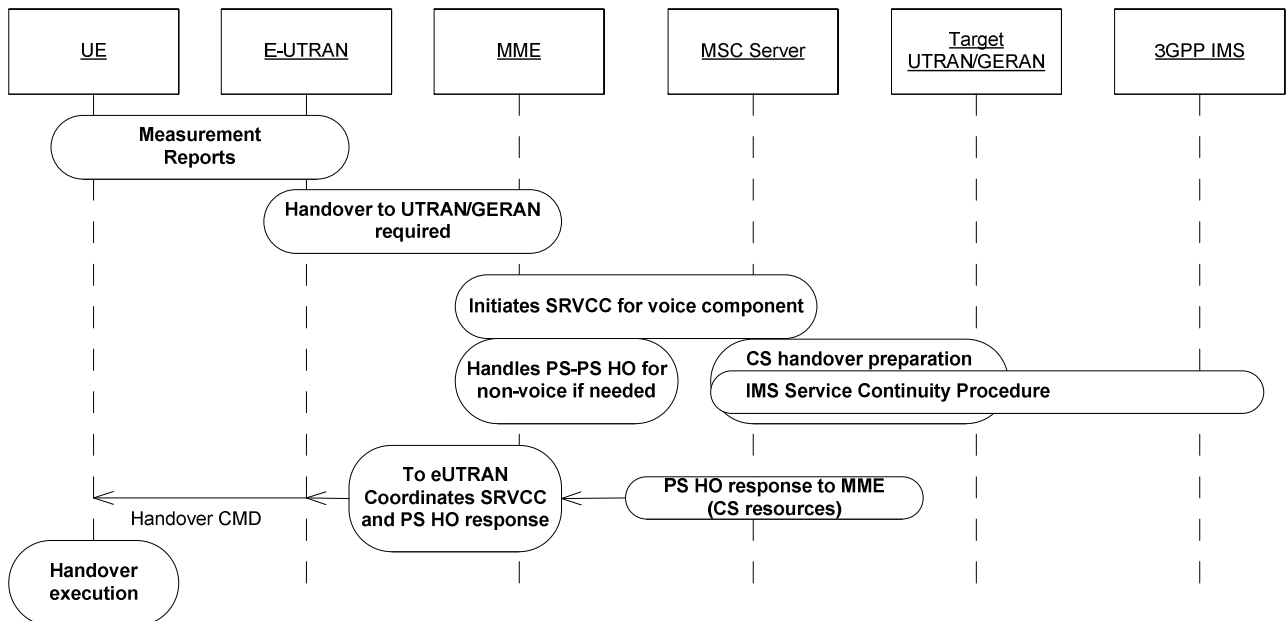 UE
E-UTRAN
MME
MSC Server
Target
UTRAN/GERAN
3GPP IMS
Measurement
Reports
Handover to UTRAN/GERAN
required
Initiates SRVCC for voice component
Handles PS-PS HO for
non-voice if needed
CS handover preparation
IMS Service Continuity Procedure
To eUTRAN
Coordinates SRVCC
and PS HO response
PS HO response to MME
(CS resources)
Handover CMD
Handover
execution